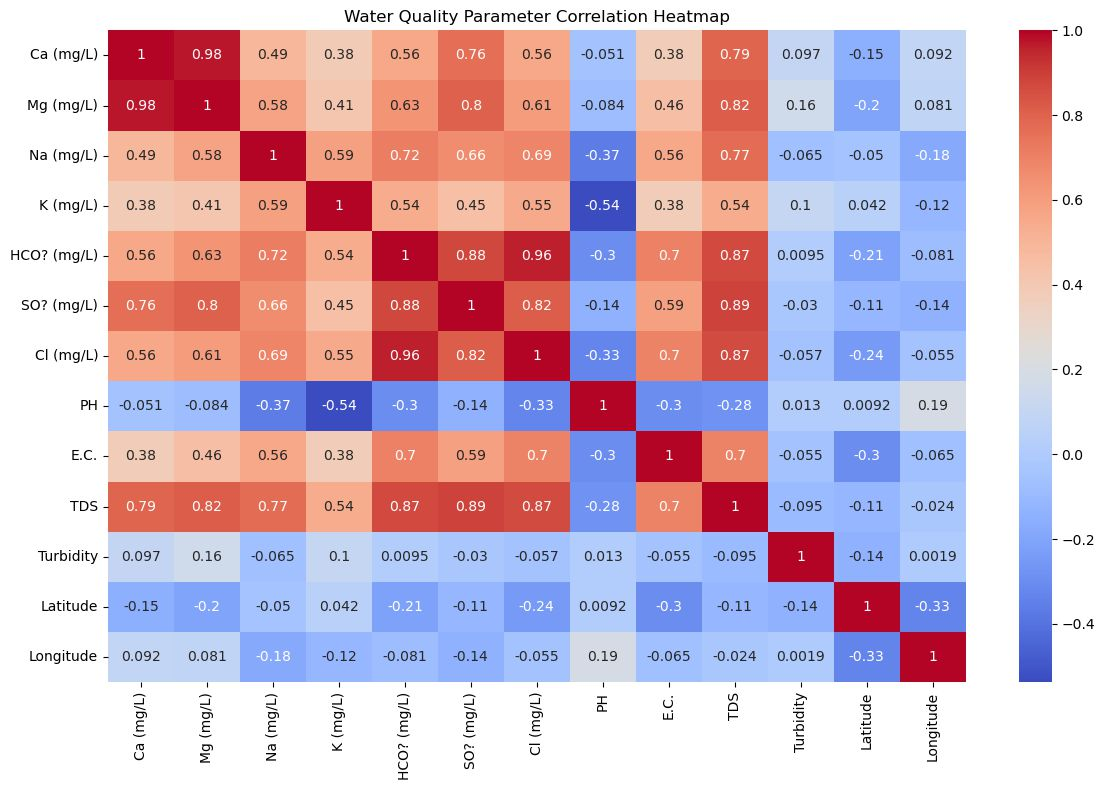 Water Quality Parameter Correlation Heatmap
Ca (mg/L) 1 0.98 0.49 0.38 0.56 0.76 0.56 -0.051 0.38 0.79 0.097 -0.15 0.092
Mg (mg/L) 0.98 1 0.58 0.41 0.63 0.8 0.61 -0.084 0.46 0.82 0.16 -0.2 0.081
Na (mg/L) 0.49 0.58 1 0.59 0.72 0.66 0.69 -0.37 0.56 0.77 -0.065 -0.05 -0.18
K (mg/L) 0.38 0.41 0.59 1 0.54 0.45 0.55 -0.54 0.38 0.54 0.1 0.042 -0.12
HCO? (mg/L) 0.56 0.63 0.72 0.54 1 0.88 0.96 -0.3 0.7 0.87 0.0095 -0.21 -0.081
SO? (mg/L) 0.76 0.8 0.66 0.45 0.88 1 0.82 -0.14 0.59 0.89 -0.03 -0.11 -0.14
Cl (mg/L) 0.56 0.61 0.69 0.55 0.96 0.82 1 -0.33 0.7 0.87 -0.057 -0.24 -0.055
PH -0.051 -0.084 -0.37 -0.54 -0.3 -0.14 -0.33 1 -0.3 -0.28 0.013 0.0092 0.19
E.C. 0.38 0.46 0.56 0.38 0.7 0.59 0.7 -0.3 1 0.7 -0.055 -0.3 -0.065
TDS 0.79 0.82 0.77 0.54 0.87 0.89 0.87 -0.28 0.7 1 -0.095 -0.11 -0.024
Turbidity 0.097 0.16 -0.065 0.1 0.0095 -0.03 -0.057 0.013 -0.055 -0.095 1 -0.14 0.0019
Latitude -0.15 -0.2 -0.05 0.042 -0.21 -0.11 -0.24 0.0092 -0.3 -0.11 -0.14 1 -0.33
Longitude 0.092 0.081 -0.18 -0.12 -0.081 -0.14 -0.055 0.19 -0.065 -0.024 0.0019 -0.33 1
Ca (mg/L) Mg (mg/L) Na (mg/L) K (mg/L) HCO? (mg/L) SO? (mg/L) Cl (mg/L) PH E.C. TDS Turbidity Latitude Longitude
1.0
0.8
0.6
0.4
0.2
0.0
−0.2
−0.4